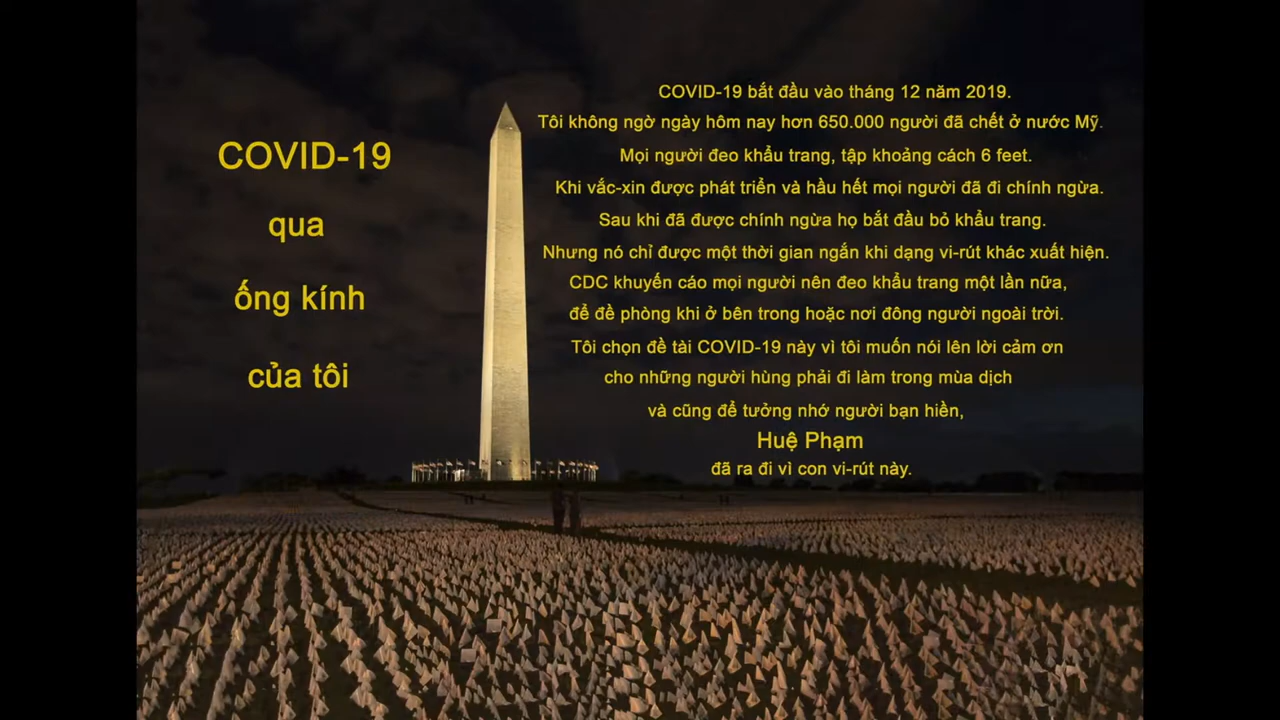 COVID-19
qua
ống kính
của tôi
COVID-19 bắt đầu vào tháng 12 năm 2019.
Tôi không ngờ ngày hôm nay hơn 650.000 người đã chết ở nước Mỹ.
Mọi người đeo khẩu trang, tập khoảng cách 6 feet.
Khi vắc-xin được phát triển và hầu hết mọi người đã đi chính ngừa.
Sau khi đã được chính ngừa họ bắt đầu bỏ khẩu trang.
Nhưng nó chỉ được một thời gian ngắn khi dạng vi-rút khác xuất hiện.
CDC khuyến cáo mọi người nên đeo khẩu trang một lần nữa,
để đề phòng khi ở bên trong hoặc nơi đông người ngoài trời.
Tôi chọn đề tài COVID-19 này vì tôi muốn nói lên lời cảm ơn
cho những người hùng phải đi làm trong mùa dịch
và cũng để tưởng nhớ người bạn hiền,
Huệ Phạm
đã ra đi vì con vi-rút này.